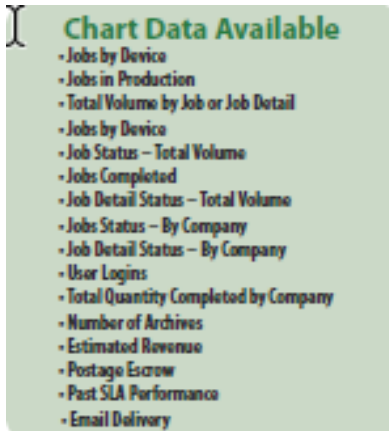 Chart Data Available
• Jobs by Device
• Jobs in Production
• Total Volume by Job or Job Detail
• Jobs by Device
• Job Status – Total Volume
• Jobs Completed
• Job Detail Status – Total Volume
• Jobs Status – By Company
• Job Detail Status – By Company
• User Logins
• Total Quantity Completed by Company
• Number of Archives
• Estimated Revenue
• Postage Escrow
• Past SLA Performance
• Email Delivery